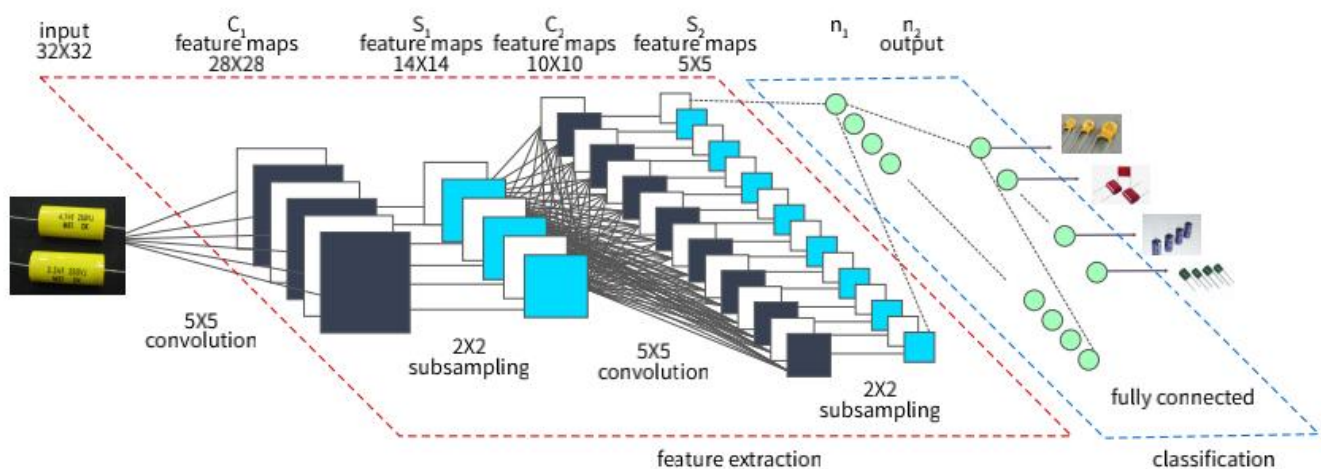 input
32X32
C1
feature maps
28X28
S1
feature maps
14X14
C2
feature maps
10X10
S2
feature maps
5X5
n1
n2
output
5X5
convolution
2X2
subsampling
5X5
convolution
2X2
subsampling
fully connected
feature extraction
classification